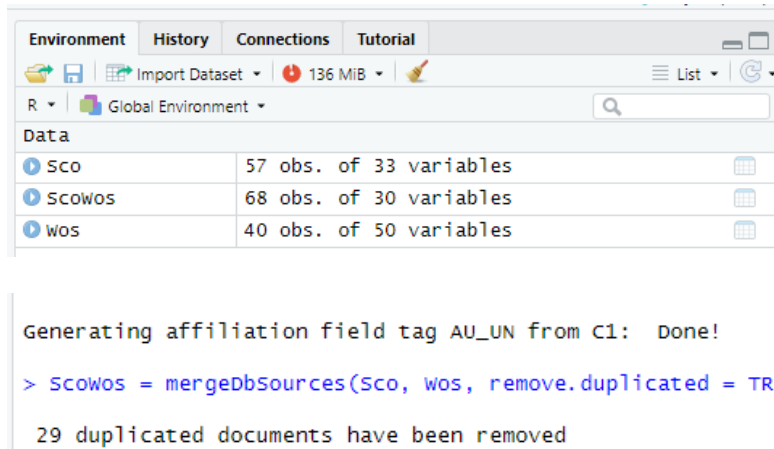 Environment History Connections Tutorial
Import Dataset 136 MiB List
R Global Environment
Data
Sco 57 obs. of 33 variables
ScoWos 68 obs. of 30 variables
Wos 40 obs. of 50 variables
Generating affiliation field tag AU_UN from C1:  Done!
> ScoWos = mergeDbSources(Sco, Wos, remove.duplicated = TR
29 duplicated documents have been removed